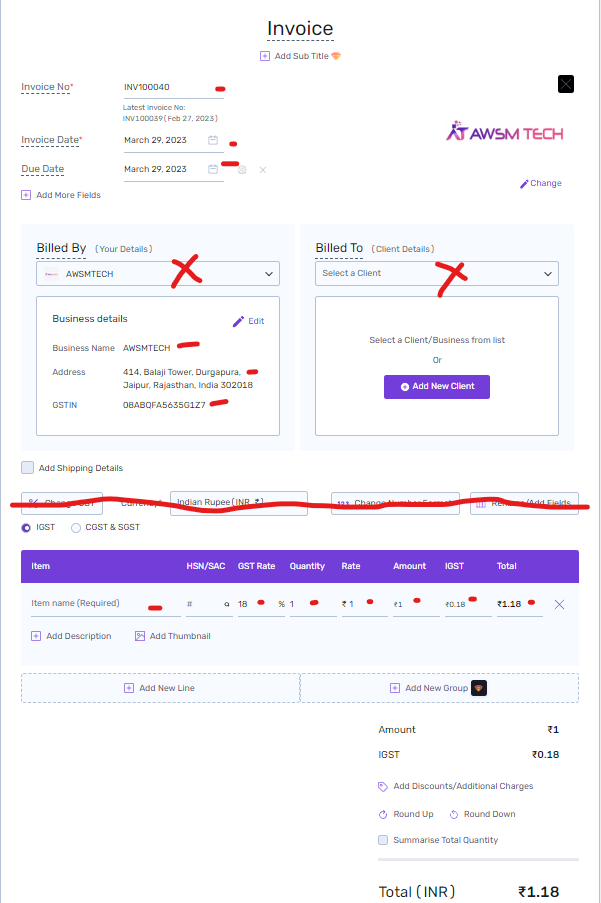 Invoice
Add Sub Title
Invoice No* INV100040
Latest Invoice No:
INV100039 (Feb 27, 2023)
AWSM TECH
Invoice Date* March 29, 2023
Due Date March 29, 2023
Change
Add More Fields
Billed By (Your Details)
AWSMTECH
Business details Edit
Business Name AWSMTECH
Address 414, Balaji Tower, Durgapura,
Jaipur, Rajasthan, India 302018
GSTIN 08ABQFA5635G1Z7
Billed To (Client Details)
Select a Client
Select a Client/Business from list
Or
Add New Client
Add Shipping Details
Indian Rupee (INR, ₹) Change Number Format Add Fields
IGST CGST & SGST
Item HSN/SAC GST Rate Quantity Rate Amount IGST Total
Item name (Required) # 18 % 1 ₹ 1 ₹1 ₹0.18 ₹1.18
Add Description Add Thumbnail
Add New Line Add New Group
Amount ₹1
IGST ₹0.18
Add Discounts/Additional Charges
Round Up Round Down
Summarise Total Quantity
Total (INR) ₹1.18